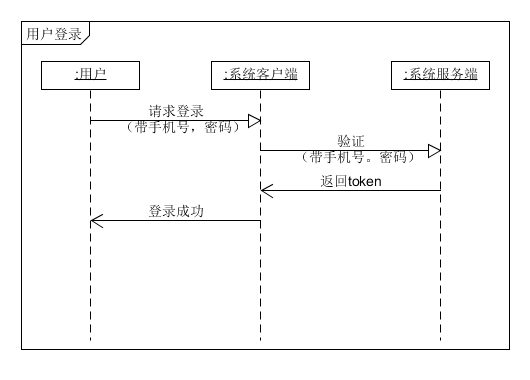 用户登录
:用户
:系统客户端
:系统服务端
请求登录
（带手机号，密码）
验证
（带手机号。密码）
返回token
登录成功